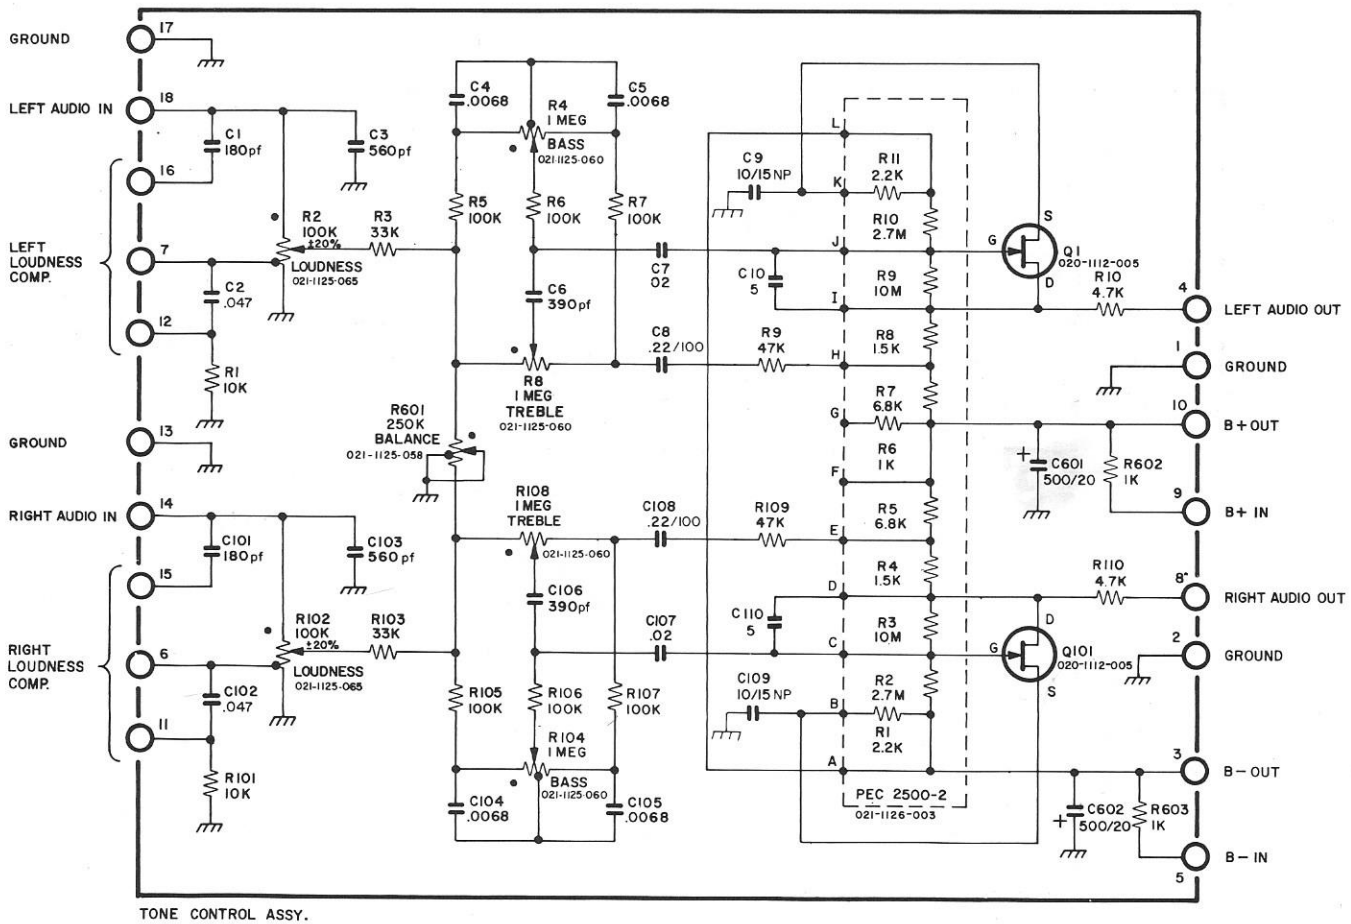 GROUND
17
LEFT AUDIO IN
18
C1
180pf
C3
560pf
16
LEFT
LOUDNESS
COMP.
7
R2
100K
±20%
LOUDNESS
021-1125-065
R3
33K
C2
.047
12
R1
10K
GROUND
13
RIGHT AUDIO IN
14
C101
180pf
C103
560pf
15
RIGHT
LOUDNESS
COMP.
6
R102
100K
±20%
LOUDNESS
021-1125-065
R103
33K
C102
.047
11
R101
10K
C4
.0068
R4
1 MEG
BASS
021-1125-060
C5
.0068
R5
100K
R6
100K
R7
100K
C6
390pf
C7
02
C8
.22/100
R9
47K
R8
1 MEG
TREBLE
021-1125-060
R601
250K
BALANCE
021-1125-058
R108
1 MEG
TREBLE
021-1125-060
C108
.22/100
R109
47K
C106
390pf
C107
.02
R105
100K
R106
100K
R107
100K
R104
1 MEG
BASS
021-1125-060
C104
.0068
C105
.0068
C9
10/15 NP
C10
5
C110
5
C109
10/15 NP
L
K
J
I
H
G
F
E
D
C
B
A
R11
2.2K
R10
2.7M
R9
10M
R8
1.5K
R7
6.8K
R6
1K
R5
6.8K
R4
1.5K
R3
10M
R2
2.7M
R1
2.2K
PEC 2500-2
021-1126-003
S
G
D
Q1
020-1112-005
R10
4.7K
4
LEFT AUDIO OUT
1
GROUND
10
B+ OUT
+
C601
500/20
R602
1K
9
B+ IN
R110
4.7K
8
RIGHT AUDIO OUT
D
G
S
Q101
020-1112-005
2
GROUND
3
B- OUT
+
C602
500/20
R603
1K
B- IN
5
TONE CONTROL ASSY.